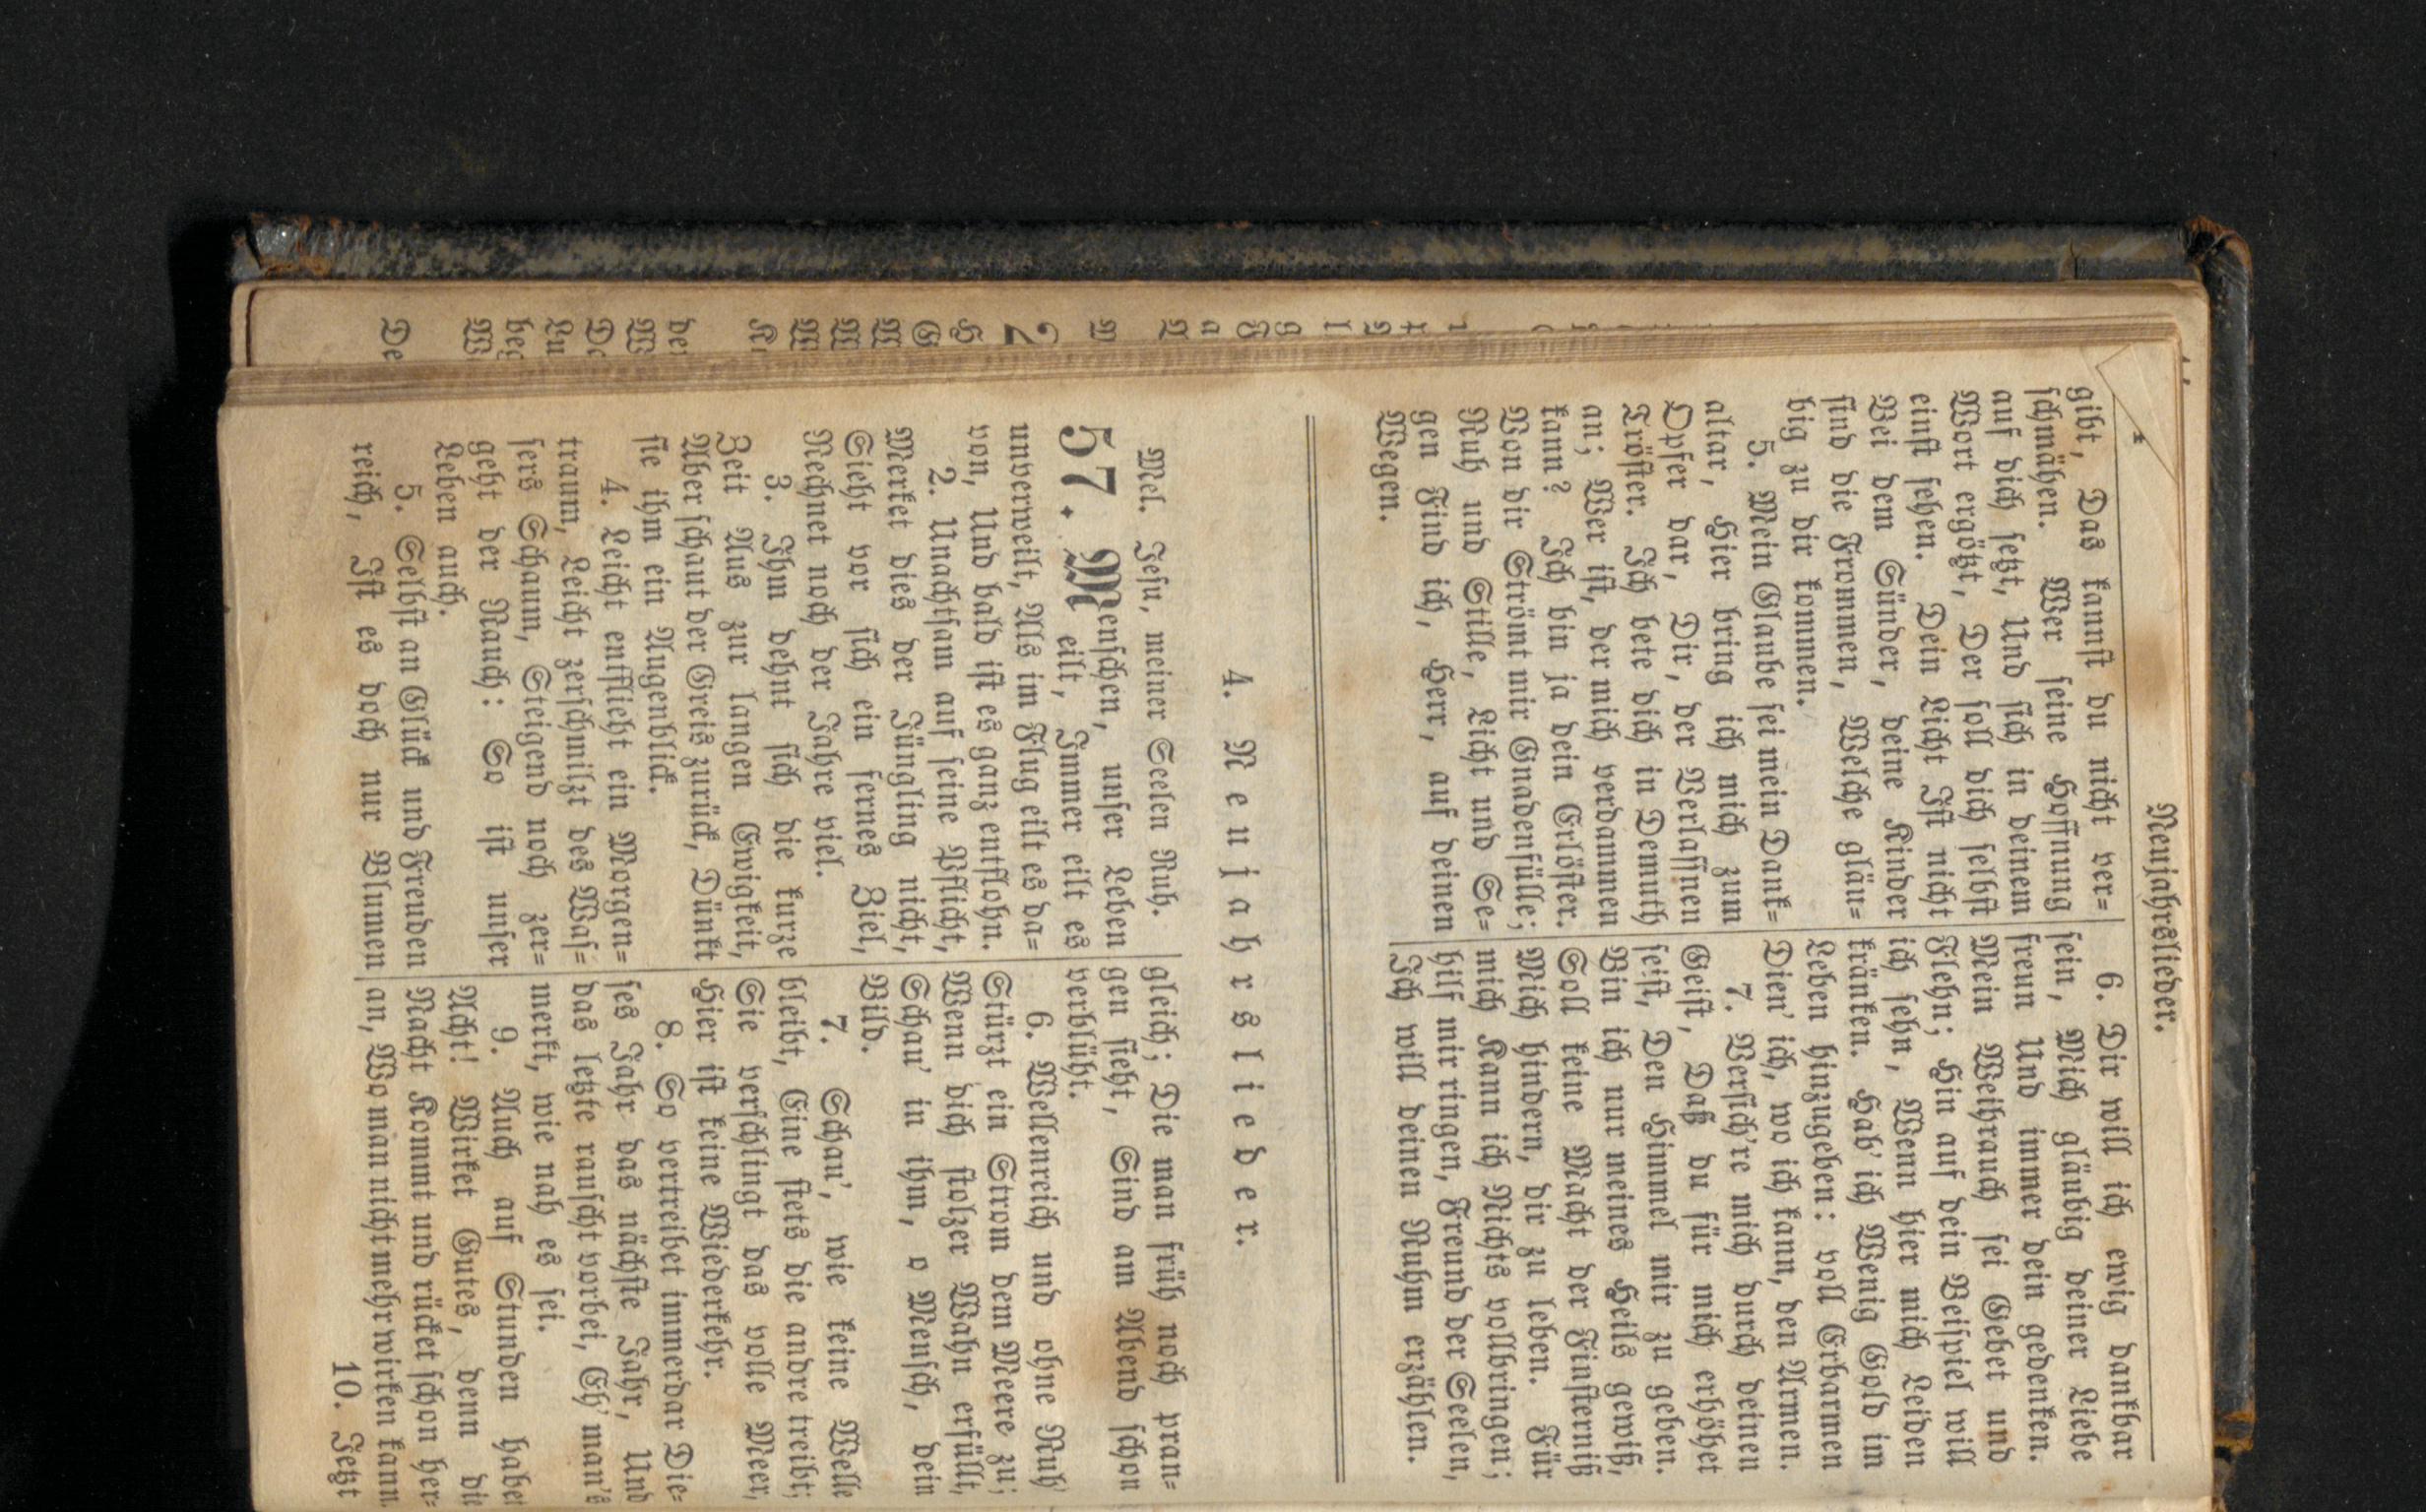 Neujahrslieder.
gibt, Das kannst du nicht ver-
schmähen. Wer seine Hoffnung
auf dich setzt, Und sich in deinem
Wort ergötzt, Der soll dich selbst
einst sehen. Dein Licht Ist nicht
Bei dem Sünder, deine Kinder
sind die Frommen, Welche gläu-
big zu dir kommen.
5. Mein Glaube sei mein Dank-
altar, Hier bring ich mich zum
Opfer dar, Dir, der Verlaßnen
Tröster. Ich bete dich in Demuth
an; Wer ist, der mich verdammen
kann? Ich bin ja dein Erlöster.
Von dir Strömt mir Gnadenfülle;
Ruh und Stille, Licht und Se-
gen Find ich, Herr, auf deinen
Wegen.
6. Dir will ich ewig dankbar
sein, Mich gläubig deiner Liebe
freun Und immer dein gedenken.
Mein Weihrauch sei Gebet und
Flehn; Hin auf dein Beispiel will
ich sehn, Wenn hier mich Leiden
kränken. Hab' ich Wenig Gold im
Leben hinzugeben: voll Erbarmen
Dien' ich, wo ich kann, den Armen.
7. Versich're mich durch deinen
Geist, Daß du für mich erhöhet
seist, Den Himmel mir zu geben.
Bin ich nur meines Heils gewiß,
Soll keine Macht der Finsterniß
Mich hindern, dir zu leben. Für
mich Kann ich Nichts vollbringen;
hilf mir ringen, Freund der Seelen,
Ich will deinen Ruhm erzählen.
4. Neujahrslieder.
Mel. Jesu, meiner Seelen Ruh.
57. Menschen, unser Leben
eilt, Immer eilt es
unverweilt, Als im Flug eilt es da-
von, Und bald ist es ganz entflohn.
2. Unachtsam auf seine Pflicht,
Merket dies der Jüngling nicht,
Sieht vor sich ein fernes Ziel,
Rechnet noch der Jahre viel.
3. Ihm dehnt sich die kurze
Zeit Aus zur langen Ewigkeit,
Aber schaut der Greis zurück, Dünkt
sie ihm ein Augenblick.
4. Leicht entflieht ein Morgen-
traum, Leicht zerschmilzt des Was-
sers Schaum, Steigend noch zer-
geht der Rauch: So ist unser
Leben auch.
5. Selbst an Glück und Freuden
reich, Ist es doch nur Blumen
gleich; Die man früh noch pran-
gen sieht, Sind am Abend schon
verblüht.
6. Wellenreich und ohne Ruh'
Stürzt ein Strom dem Meere zu;
Wenn dich stolzer Wahn erfüllt,
Schau' in ihm, o Mensch, dein
Bild.
7. Schau', wie keine Welle
bleibt, Eine stets die andre treibt;
Sie verschlingt das volle Meer,
Hier ist keine Wiederkehr.
8. So vertreibet immerdar Die-
ses Jahr das nächste Jahr, Und
das letzte rauscht vorbei, Eh' man's
merkt, wie nah es sei.
9. Auch auf Stunden habe
Acht! Wirket Gutes, denn die
Nacht Kommt und rücket schon her-
an, Wo man nicht mehr wirken kann.
10. Jetzt